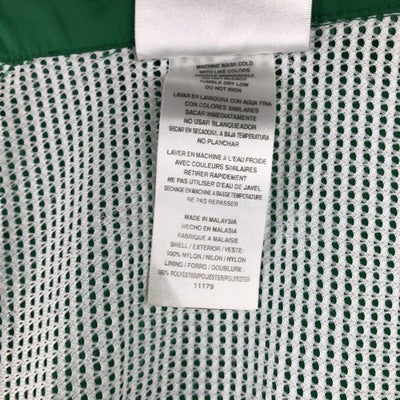 MACHINE WASH COLD
WITH LIKE COLORS
TUMBLE DRY LOW
DO NOT IRON
LAVAR EN LAVADORA CON AGUA FRIA
CON COLORES SIMILARES
SACAR INMEDIATAMENTE
NO USAR BLANQUEADOR
SECAR EN SECADORA, A BAJA TEMPERATURA
NO PLANCHAR
LAVER EN MACHINE A L'EAU FROIDE
AVEC COULEURS SIMILAIRES
RETIRER RAPIDEMENT
NE PAS UTILISER D'EAU DE JAVEL
SECHAGE EN MACHINE A BASSE TEMPERATURE
NE PAS REPASSER
MADE IN MALAYSIA
HECHO EN MALASIA
FABRIQUE A MALAISIE
SHELL / EXTERIOR / VESTE:
100% NYLON / NILON / NYLON
LINING / FORRO / DOUBLURE:
100% POLYESTER/POLIESTER/POLYESTER
11179